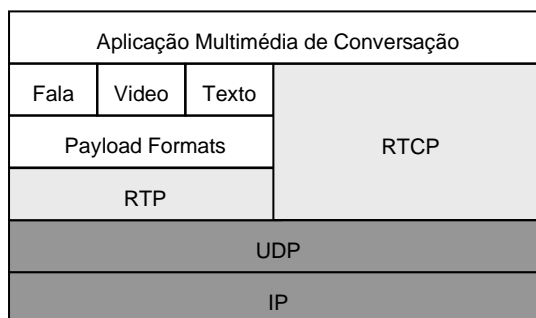 Aplicação Multimédia de Conversação
Fala Video Texto
Payload Formats
RTCP
RTP
UDP
IP